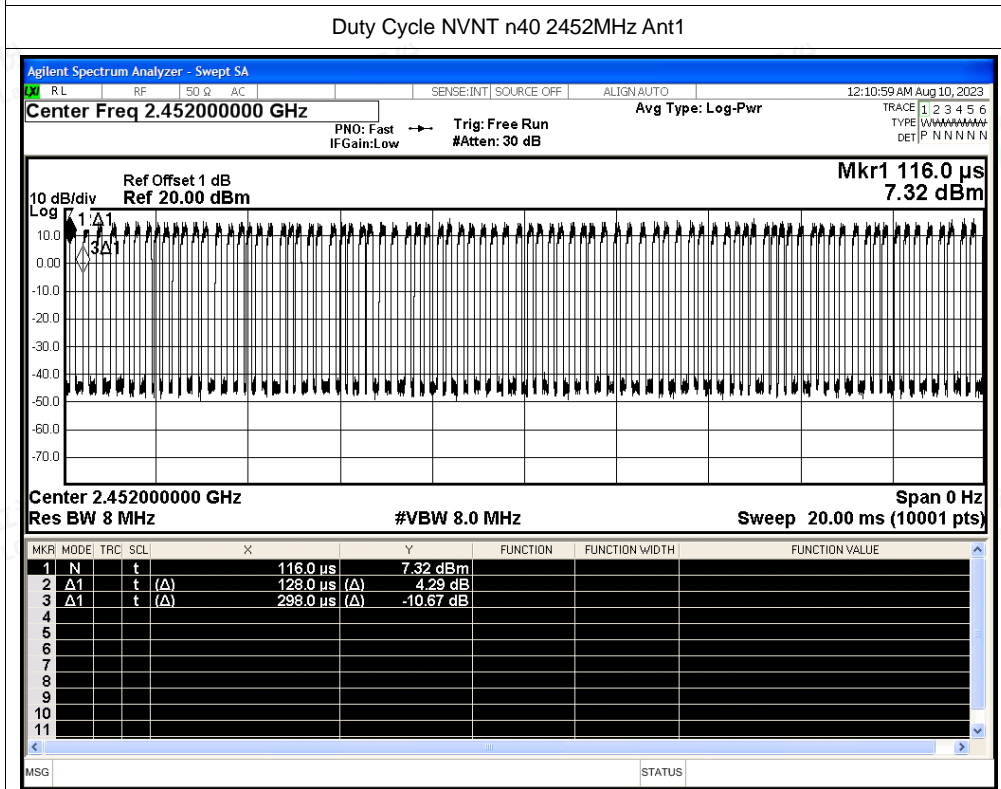 Duty Cycle NVNT n40 2452MHz Ant1
Agilent Spectrum Analyzer - Swept SA
LXI RL RF 50 Ω AC SENSE:INT SOURCE OFF ALIGN AUTO 12:10:59 AM Aug 10, 2023
Center Freq 2.452000000 GHz Avg Type: Log-Pwr TRACE 1 2 3 4 5 6
PNO: Fast Trig: Free Run TYPE WWWWWW
IFGain:Low #Atten: 30 dB DET P N N N N N
Mkr1 116.0 µs
Ref Offset 1 dB
10 dB/div Ref 20.00 dBm 7.32 dBm
Log
1 Δ1
10.0
3Δ1
0.00
-10.0
-20.0
-30.0
-40.0
-50.0
-60.0
-70.0
Center 2.452000000 GHz Span 0 Hz
Res BW 8 MHz #VBW 8.0 MHz Sweep 20.00 ms (10001 pts)
MKR MODE TRC SCL X Y FUNCTION FUNCTION WIDTH FUNCTION VALUE
1 N t 116.0 µs 7.32 dBm
2 Δ1 t (Δ) 128.0 µs (Δ) 4.29 dB
3 Δ1 t (Δ) 298.0 µs (Δ) -10.67 dB
4
5
6
7
8
9
10
11
MSG STATUS